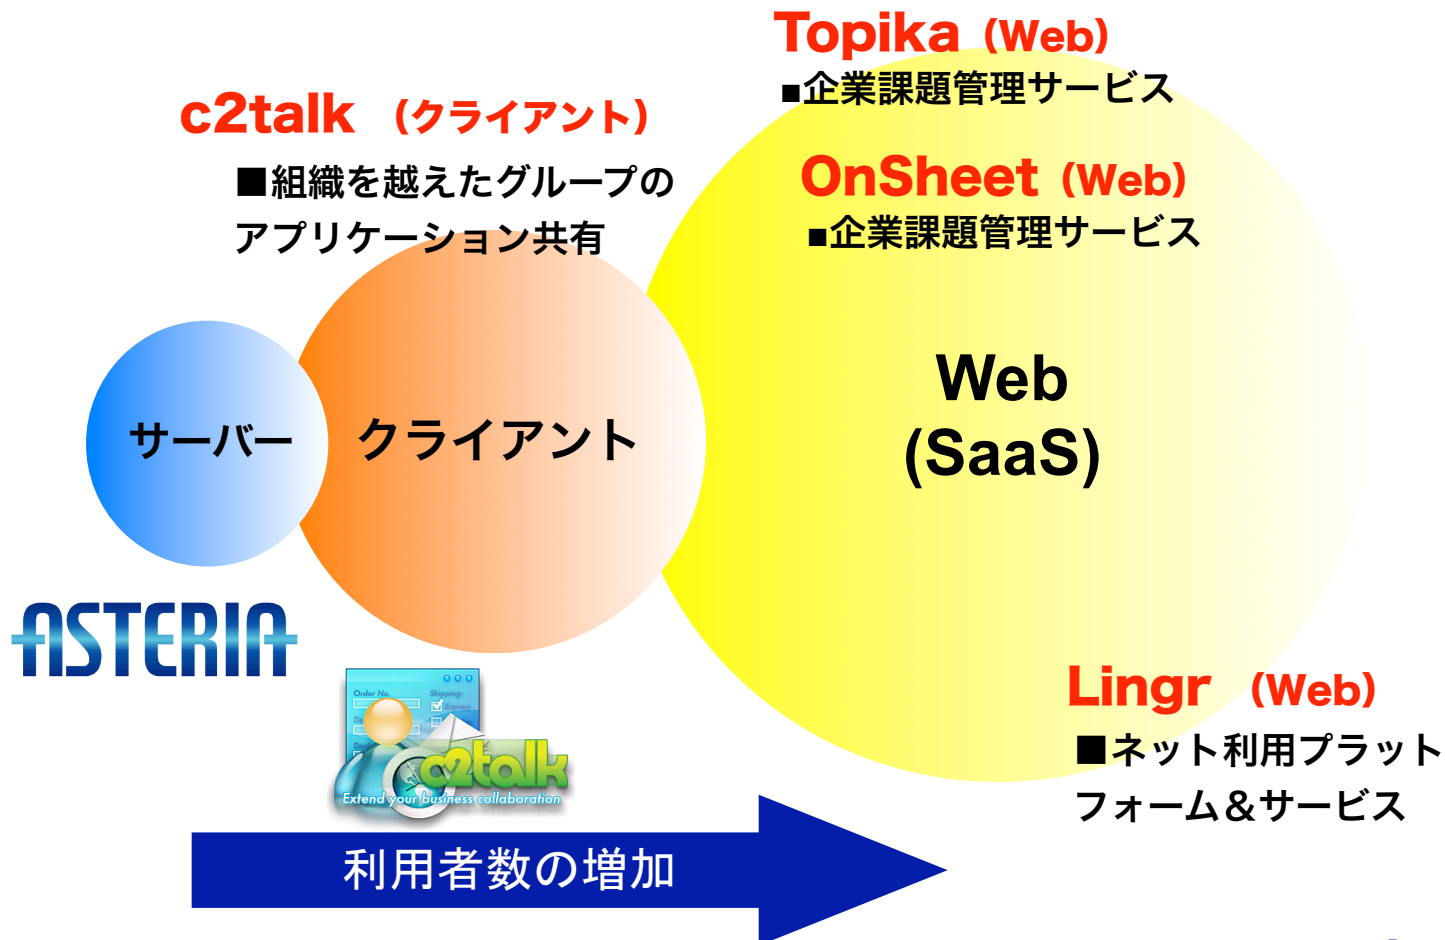 Topika（Web）
■企業課題管理サービス
c2talk （クライアント）
■組織を越えたグループの
アプリケーション共有
OnSheet（Web）
■企業課題管理サービス
サーバー
クライアント
Web
(SaaS)
ASTERIA
Order No.
Shipping:
Express
c2talk
Extend your business collaboration
Lingr （Web）
■ネット利用プラット
フォーム＆サービス
利用者数の増加